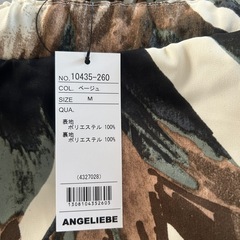 NO. 10435-260
COL. ベージュ
SIZE M
QUA.
表地
ポリエステル 100%
裏地
ポリエステル 100%
(4327028)
1308104352603
ANGELIEBE